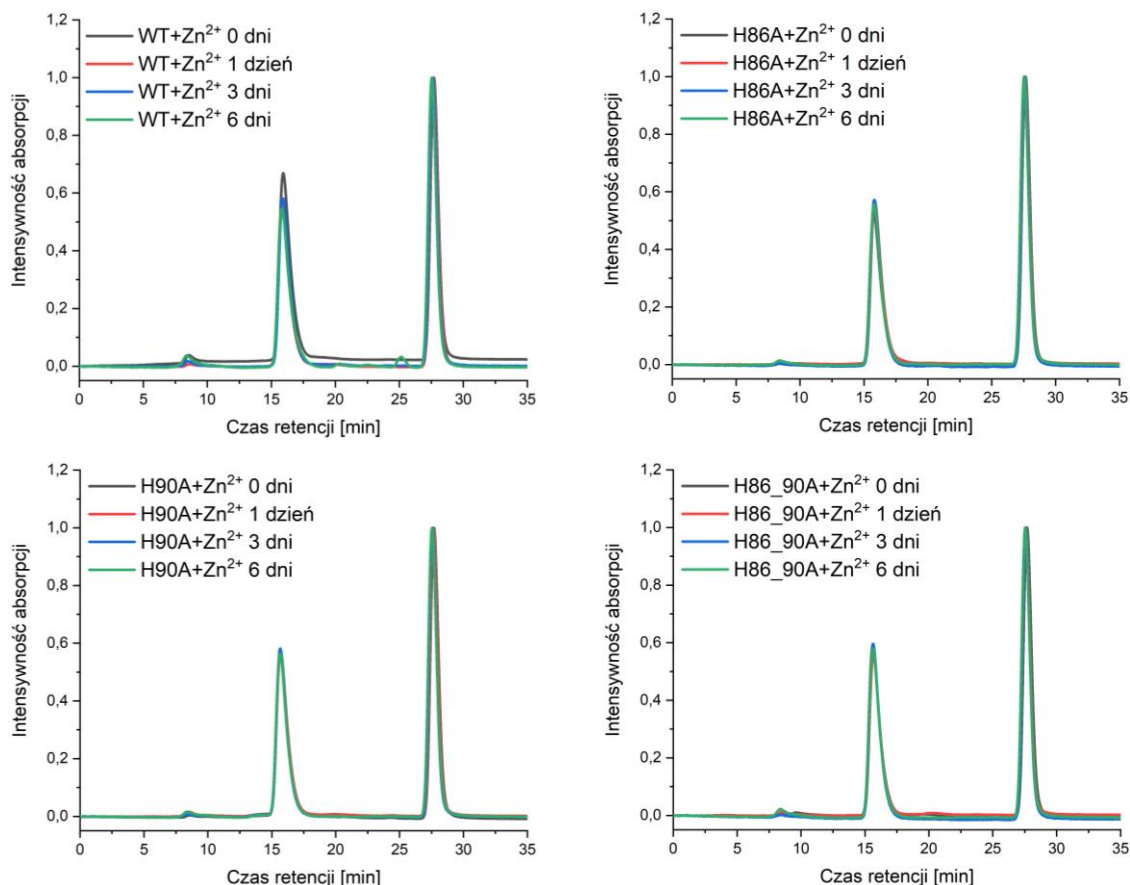 1,2
1,0
0,8
0,6
0,4
0,2
0,0
Intensywność absorpcji
WT+Zn²⁺ 0 dni
WT+Zn²⁺ 1 dzień
WT+Zn²⁺ 3 dni
WT+Zn²⁺ 6 dni
0 5 10 15 20 25 30 35
Czas retencji [min]
1,2
1,0
0,8
0,6
0,4
0,2
0,0
Intensywność absorpcji
H86A+Zn²⁺ 0 dni
H86A+Zn²⁺ 1 dzień
H86A+Zn²⁺ 3 dni
H86A+Zn²⁺ 6 dni
0 5 10 15 20 25 30 35
Czas retencji [min]
1,2
1,0
0,8
0,6
0,4
0,2
0,0
Intensywność absorpcji
H90A+Zn²⁺ 0 dni
H90A+Zn²⁺ 1 dzień
H90A+Zn²⁺ 3 dni
H90A+Zn²⁺ 6 dni
0 5 10 15 20 25 30 35
Czas retencji [min]
1,2
1,0
0,8
0,6
0,4
0,2
0,0
Intensywność absorpcji
H86_90A+Zn²⁺ 0 dni
H86_90A+Zn²⁺ 1 dzień
H86_90A+Zn²⁺ 3 dni
H86_90A+Zn²⁺ 6 dni
0 5 10 15 20 25 30 35
Czas retencji [min]